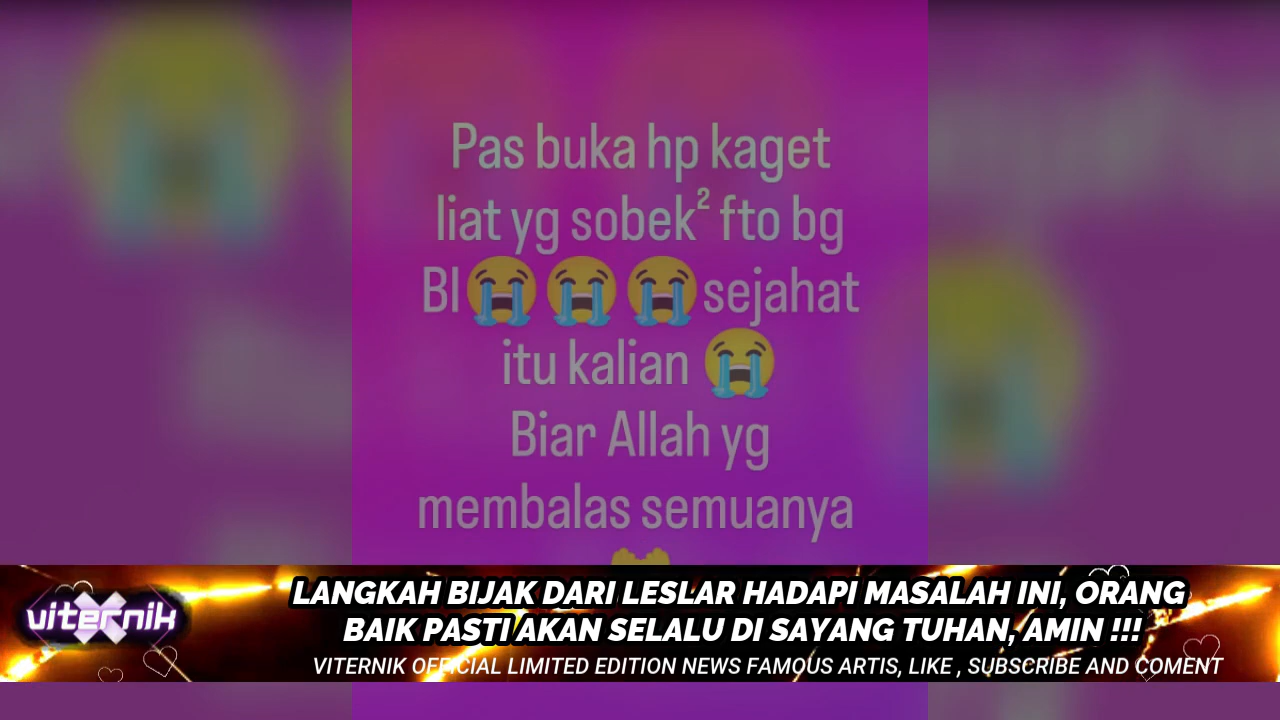 Pas buka hp kaget
liat yg sobek² fto bg
Bl😭😭😭sejahat
itu kalian 😭
Biar Allah yg
membalas semuanya
viternik
LANGKAH BIJAK DARI LESLAR HADAPI MASALAH INI, ORANG
BAIK PASTI AKAN SELALU DI SAYANG TUHAN, AMIN !!!
VITERNIK OFFICIAL LIMITED EDITION NEWS FAMOUS ARTIS, LIKE , SUBSCRIBE AND COMENT